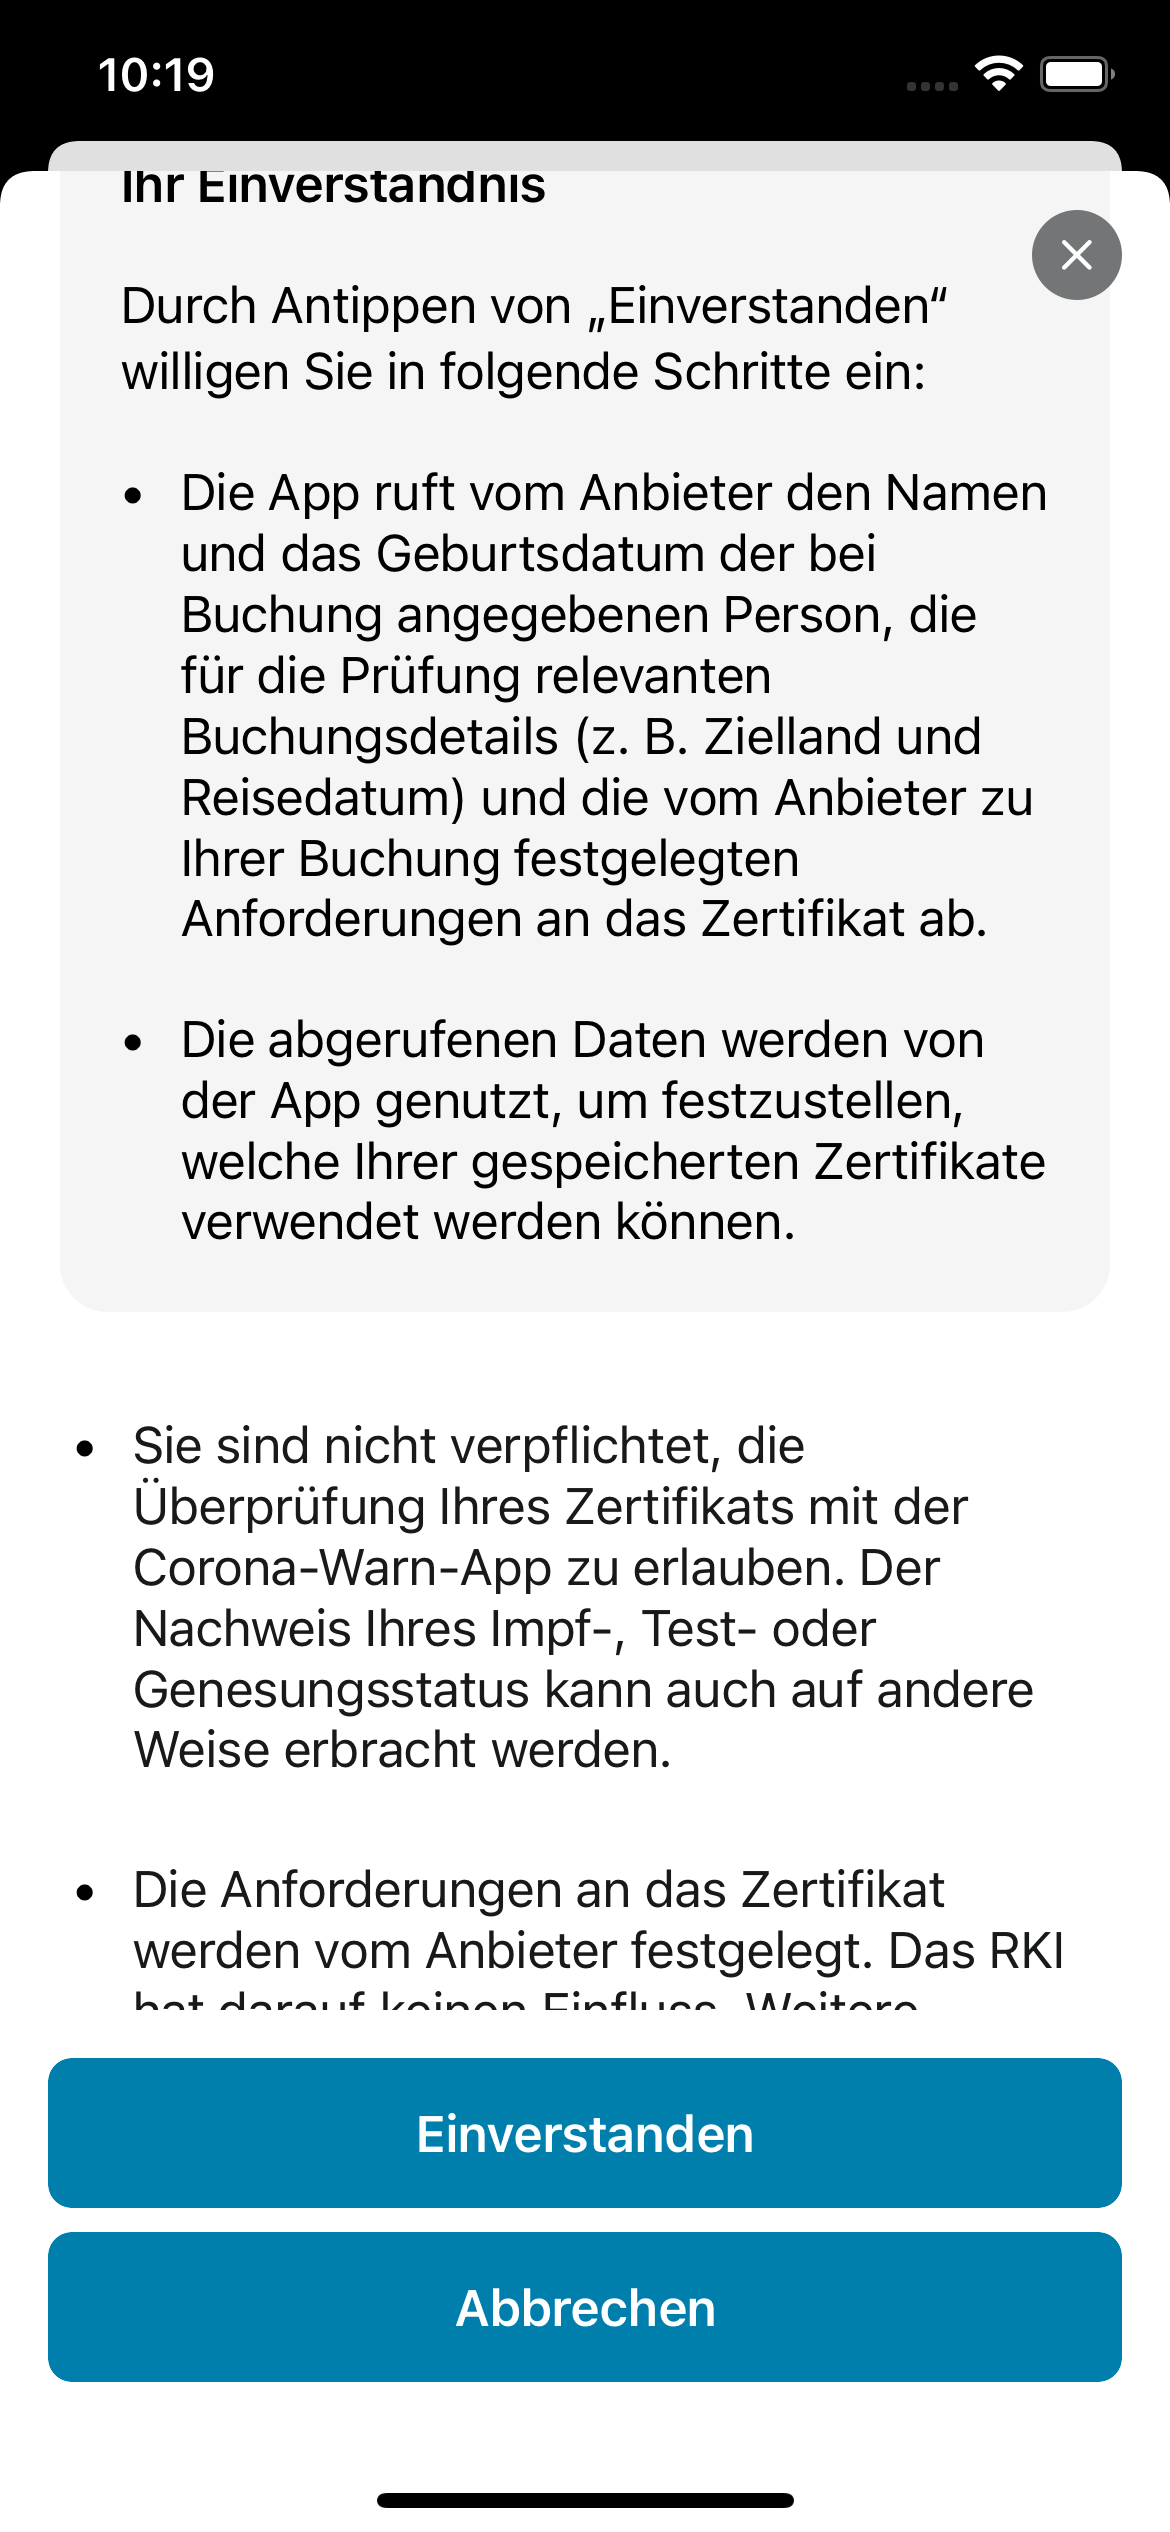 10:19
Ihr Einverständnis
Durch Antippen von „Einverstanden“
willigen Sie in folgende Schritte ein:
• Die App ruft vom Anbieter den Namen
und das Geburtsdatum der bei
Buchung angegebenen Person, die
für die Prüfung relevanten
Buchungsdetails (z. B. Zielland und
Reisedatum) und die vom Anbieter zu
Ihrer Buchung festgelegten
Anforderungen an das Zertifikat ab.
• Die abgerufenen Daten werden von
der App genutzt, um festzustellen,
welche Ihrer gespeicherten Zertifikate
verwendet werden können.
• Sie sind nicht verpflichtet, die
Überprüfung Ihres Zertifikats mit der
Corona-Warn-App zu erlauben. Der
Nachweis Ihres Impf-, Test- oder
Genesungsstatus kann auch auf andere
Weise erbracht werden.
• Die Anforderungen an das Zertifikat
werden vom Anbieter festgelegt. Das RKI
hat darauf keinen Einfluss. Weitere
Einverstanden
Abbrechen